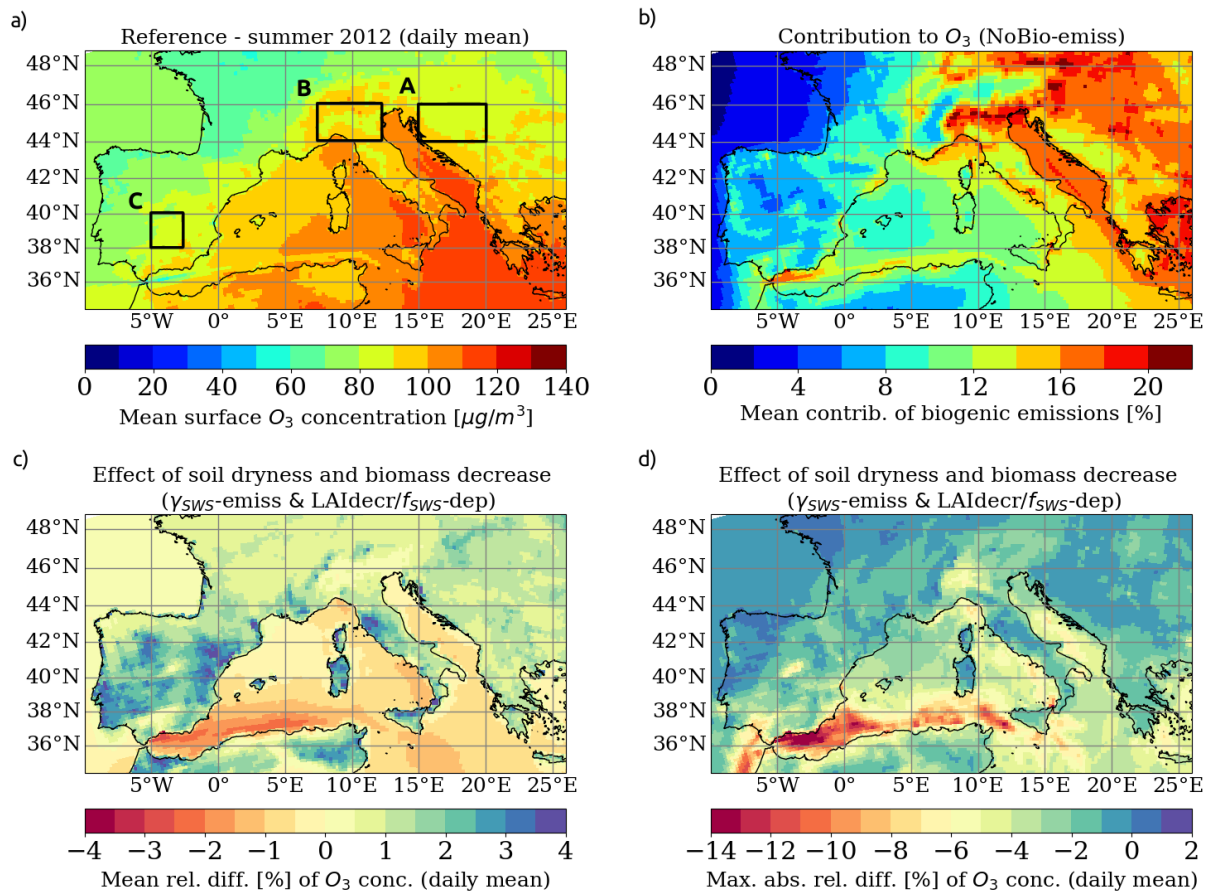 a)
Reference - summer 2012 (daily mean)
48°N
46°N
44°N
42°N
40°N
38°N
36°N
A
B
C
5°W 0° 5°E 10°E 15°E 20°E 25°E
0 20 40 60 80 100 120 140
Mean surface O₃ concentration [μg/m³]
b)
Contribution to O₃ (NoBio-emiss)
48°N
46°N
44°N
42°N
40°N
38°N
36°N
5°W 0° 5°E 10°E 15°E 20°E 25°E
0 4 8 12 16 20
Mean contrib. of biogenic emissions [%]
c)
Effect of soil dryness and biomass decrease
(γSWS-emiss & LAIdecr/fSWS-dep)
48°N
46°N
44°N
42°N
40°N
38°N
36°N
5°W 0° 5°E 10°E 15°E 20°E 25°E
−4 −3 −2 −1 0 1 2 3 4
Mean rel. diff. [%] of O₃ conc. (daily mean)
d)
Effect of soil dryness and biomass decrease
(γSWS-emiss & LAIdecr/fSWS-dep)
48°N
46°N
44°N
42°N
40°N
38°N
36°N
5°W 0° 5°E 10°E 15°E 20°E 25°E
−14 −12 −10 −8 −6 −4 −2 0 2
Max. abs. rel. diff. [%] of O₃ conc. (daily mean)